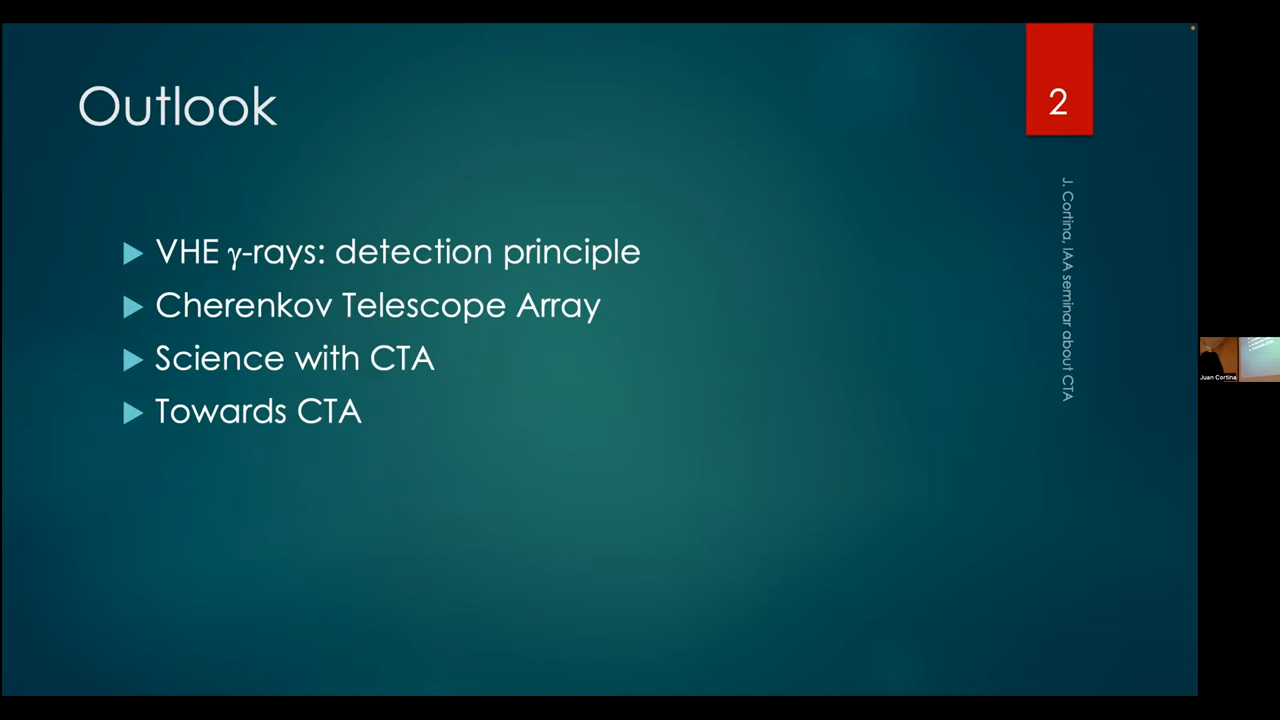 Outlook
2
VHE γ-rays: detection principle
Cherenkov Telescope Array
Science with CTA
Towards CTA
J. Cortina, IAA seminar about CTA
Juan Cortina